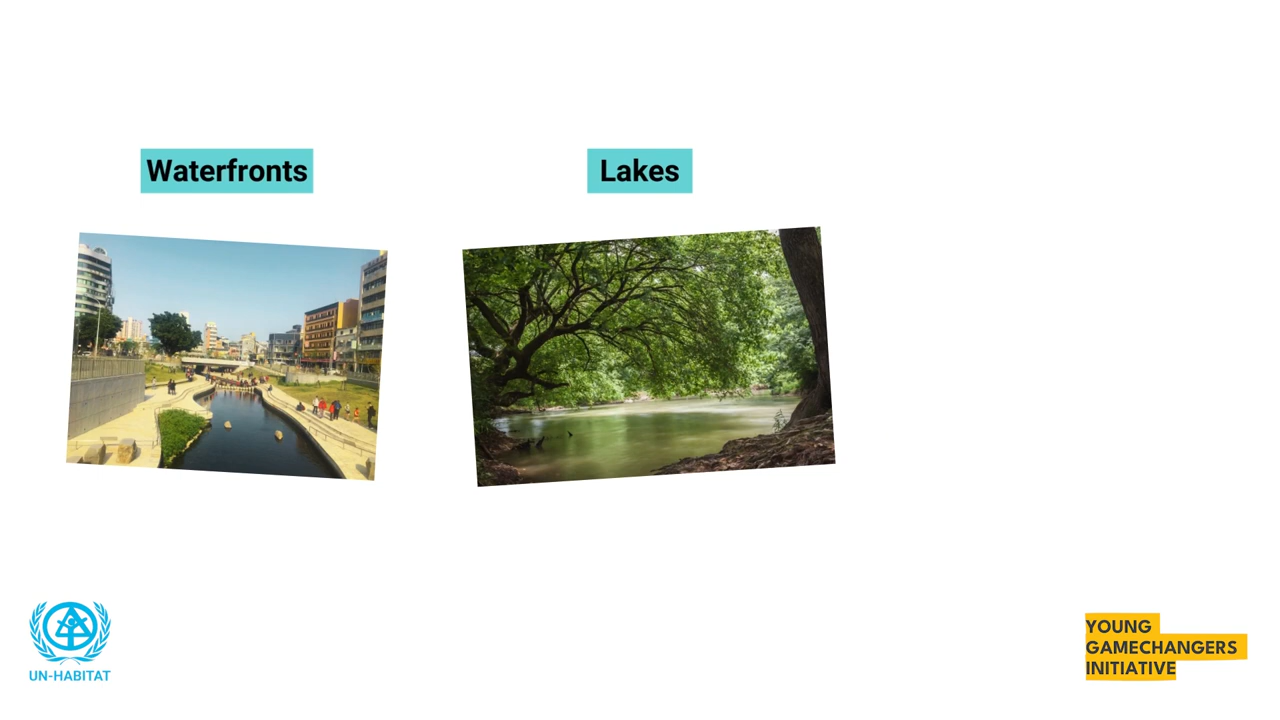 Waterfronts
Lakes
UN-HABITAT
YOUNG
GAMECHANGERS
INITIATIVE